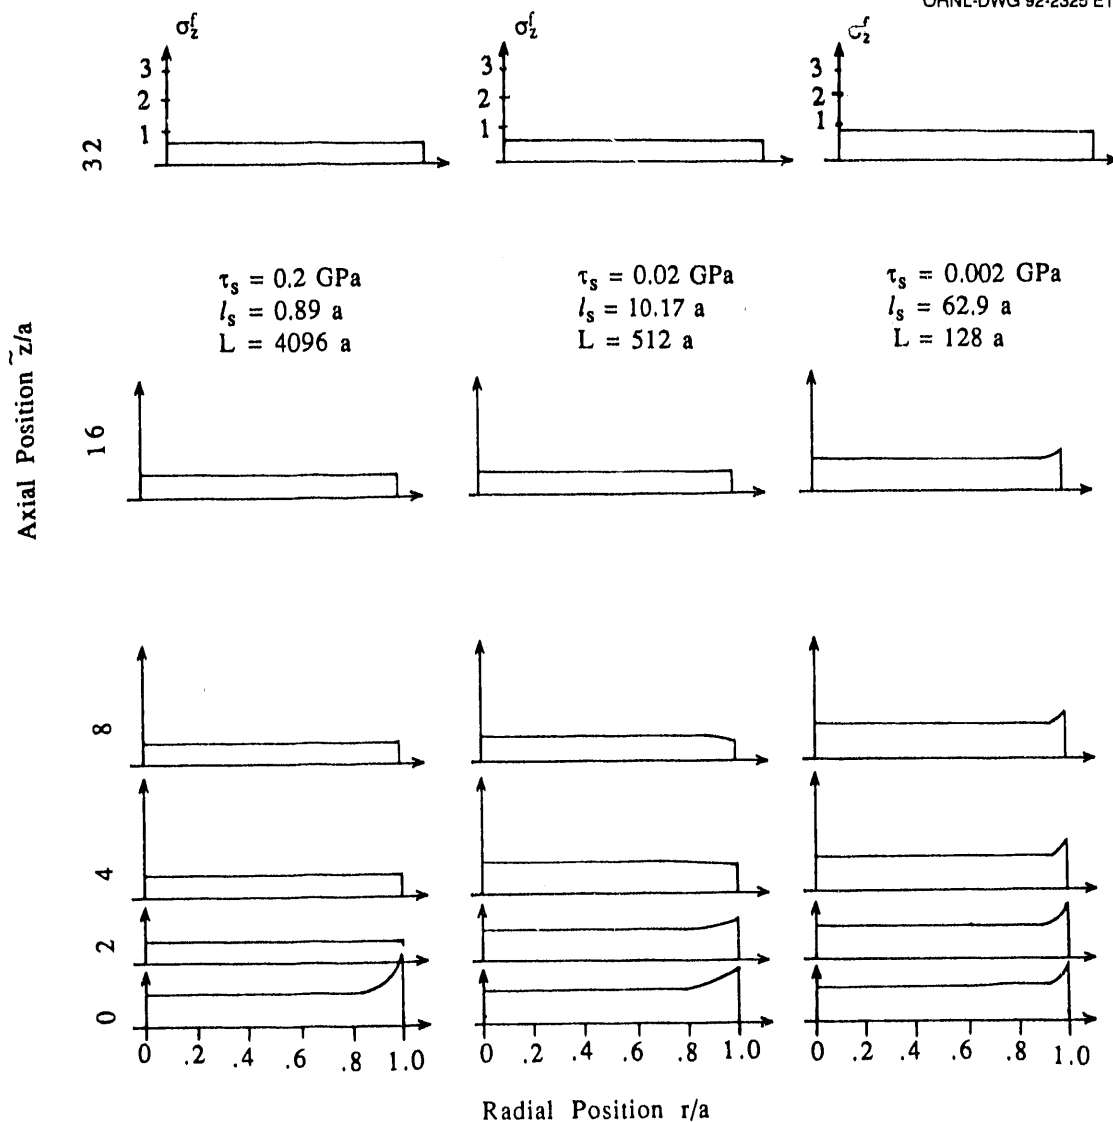 ORNL-DWG 92-2325 ET
σ_z^f σ_z^f σ_z^f
3 3 3
2 2 2
1 1 1
32
τ_s = 0.2 GPa
l_s = 0.89 a
L = 4096 a
τ_s = 0.02 GPa
l_s = 10.17 a
L = 512 a
τ_s = 0.002 GPa
l_s = 62.9 a
L = 128 a
Axial Position z̃/a
16
8
4
2
0
0 .2 .4 .6 .8 1.0
0 .2 .4 .6 .8 1.0
0 .2 .4 .6 .8 1.0
Radial Position r/a